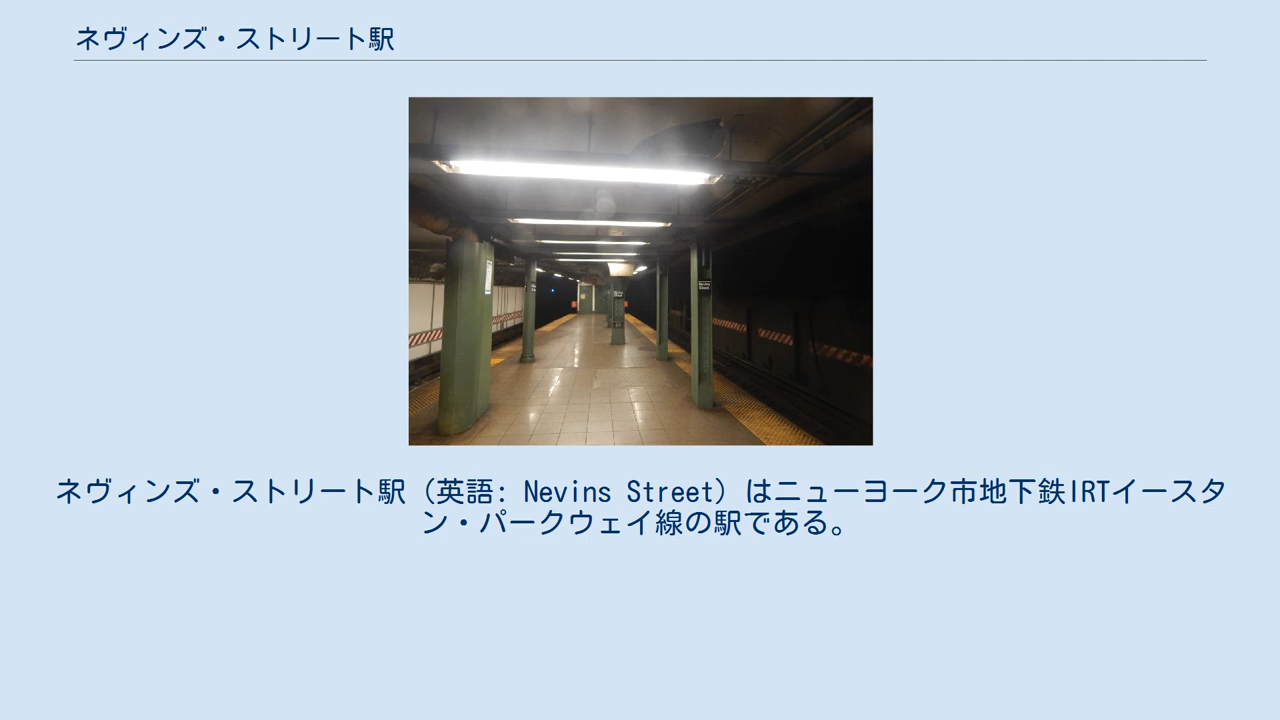 ネヴィンズ・ストリート駅
Nevins
Street
ネヴィンズ・ストリート駅（英語: Nevins Street）はニューヨーク市地下鉄IRTイースタ
ン・パークウェイ線の駅である。